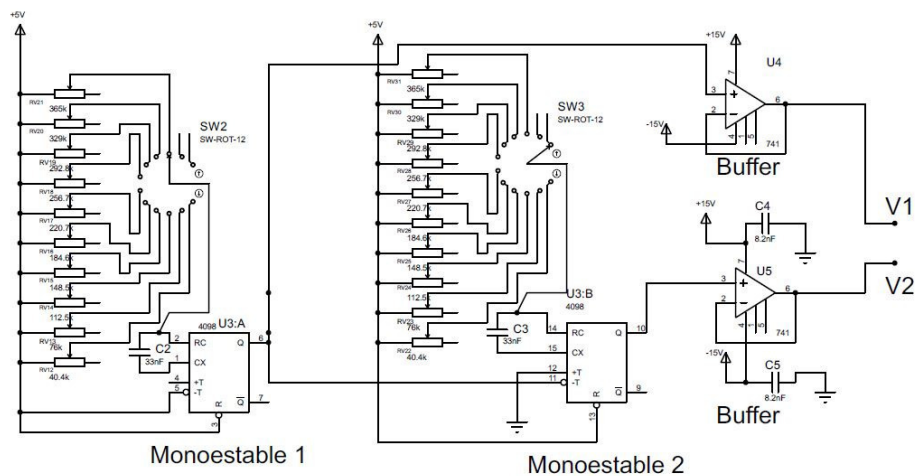 +5V
RV21
365k
RV20
329k
RV19
292.8k
RV18
256.7k
RV17
220.7k
RV16
184.6k
RV15
148.5k
RV14
112.5k
RV13
76k
RV12
40.4k
SW2
SW-ROT-12
C2
33nF
U3:A
4098
2
RC
Q
6
1
CX
4
+T
5
-T
Q
7
R
3
Monoestable 1
+5V
RV31
365k
RV30
329k
RV29
292.8k
RV28
256.7k
RV27
220.7k
RV26
184.6k
RV25
148.5k
RV24
112.5k
RV23
76k
RV22
40.4k
SW3
SW-ROT-12
C3
33nF
U3:B
4098
14
RC
Q
10
15
CX
12
+T
11
-T
Q
9
R
13
Monoestable 2
+15V
U4
7
3
6
2
4
1
5
741
-15V
Buffer
V1
V2
C4
8.2nF
+15V
7
U5
3
6
2
4
1
5
741
-15V
C5
8.2nF
Buffer